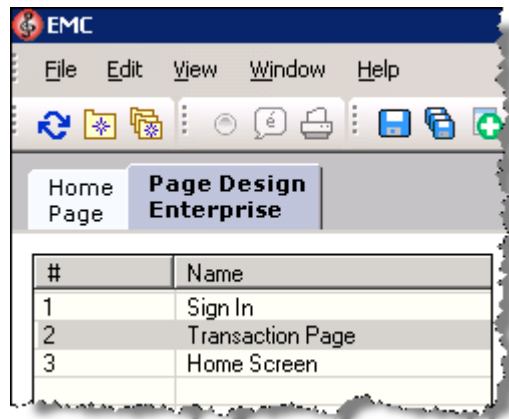 EMC
File Edit View Window Help
é
Home Page
Page Design Enterprise
# Name
1 Sign In
2 Transaction Page
3 Home Screen